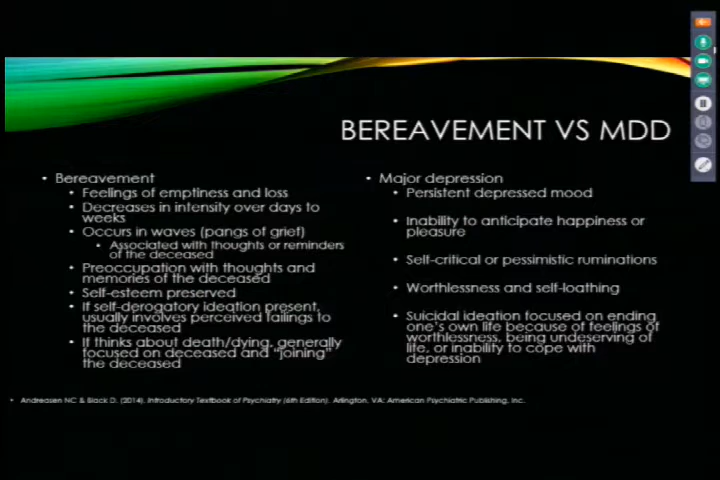 BEREAVEMENT VS MDD
• Bereavement
• Feelings of emptiness and loss
• Decreases in intensity over days to
weeks
• Occurs in waves (pangs of grief)
• Associated with thoughts or reminders
of the deceased
• Preoccupation with thoughts and
memories of the deceased
• Self-esteem preserved
• If self-derogatory ideation present,
usually involves perceived failings to
the deceased
• If thinks about death/dying, generally
focused on deceased and "joining"
the deceased
• Major depression
• Persistent depressed mood
• Inability to anticipate happiness or
pleasure
• Self-critical or pessimistic ruminations
• Worthlessness and self-loathing
• Suicidal ideation focused on ending
one's own life because of feelings of
worthlessness, being undeserving of
life, or inability to cope with
depression
• Andreasen NC & Black D. (2014). Introductory Textbook of Psychiatry (6th Edition). Arlington, VA: American Psychiatric Publishing, Inc.